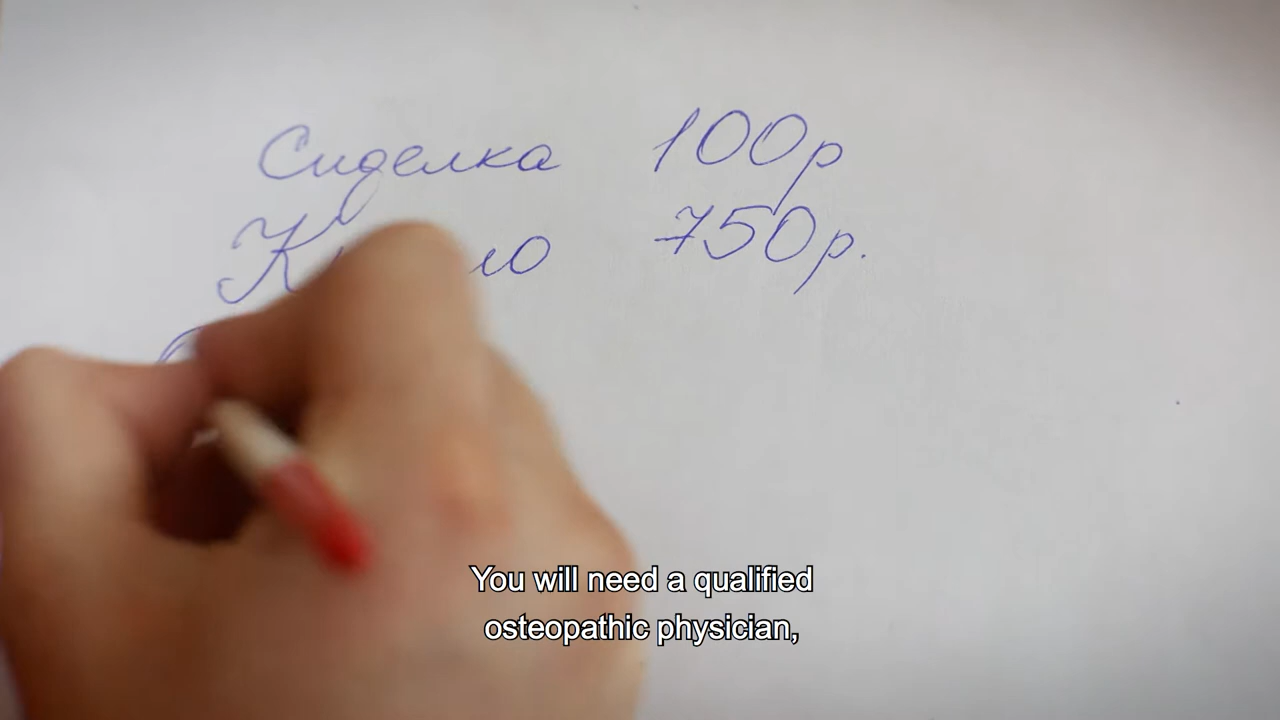 Сиделка 100р
750р.
You will need a qualified
osteopathic physician,